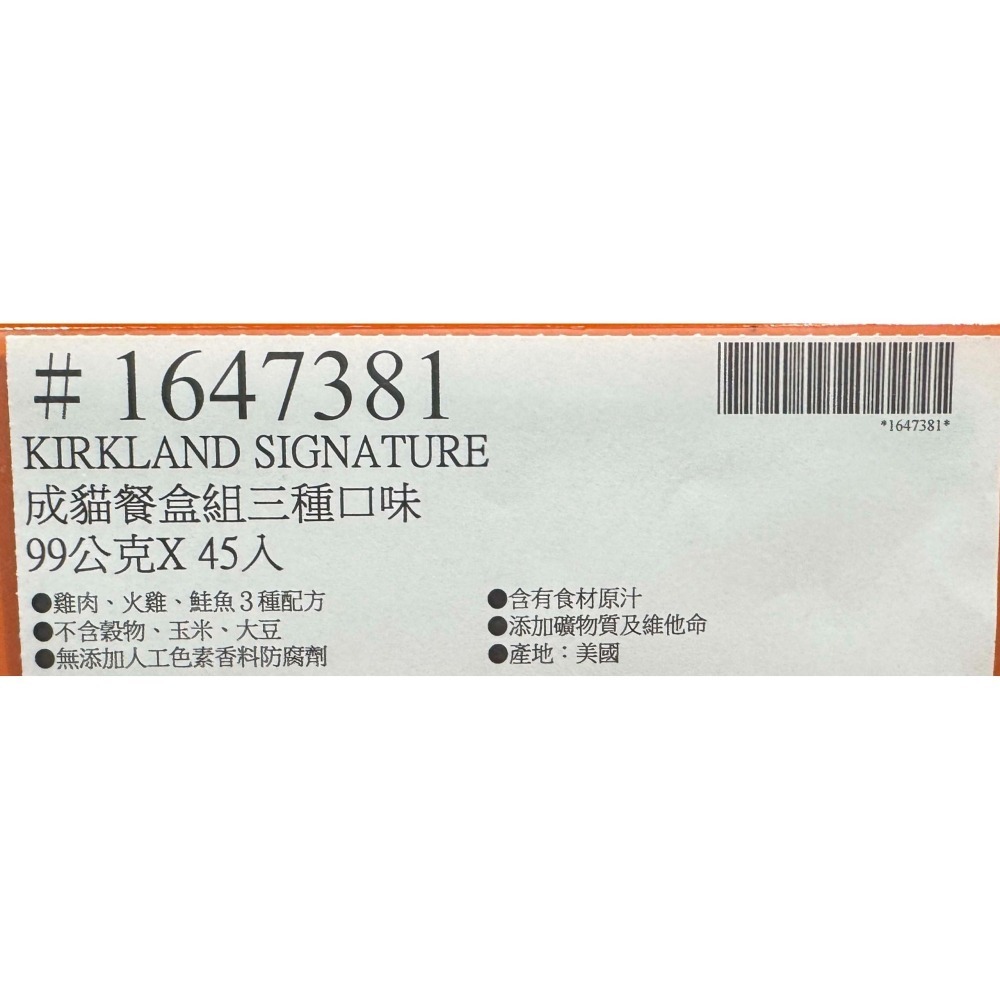 #1647381
*1647381*
KIRKLAND SIGNATURE
成貓餐盒組三種口味
99公克X 45入
●雞肉、火雞、鮭魚3種配方
●不含穀物、玉米、大豆
●無添加人工色素香料防腐劑
●含有食材原汁
●添加礦物質及維他命
●產地：美國